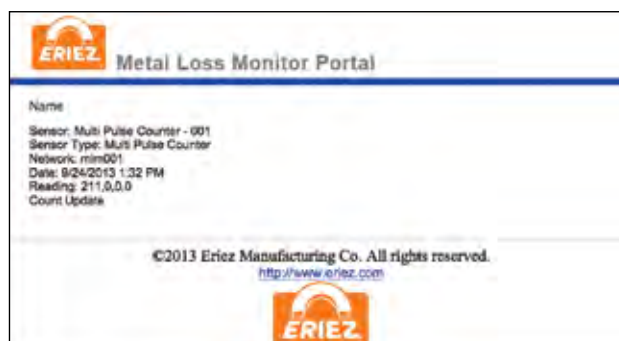 ERIEZ
Metal Loss Monitor Portal
Name
Sensor: Multi Pulse Counter - 001
Sensor Type: Multi Pulse Counter
Network: mlm001
Date: 9/24/2013 1:32 PM
Reading: 211,0,0,0
Count Update
©2013 Eriez Manufacturing Co. All rights reserved.
http://www.eriez.com
ERIEZ